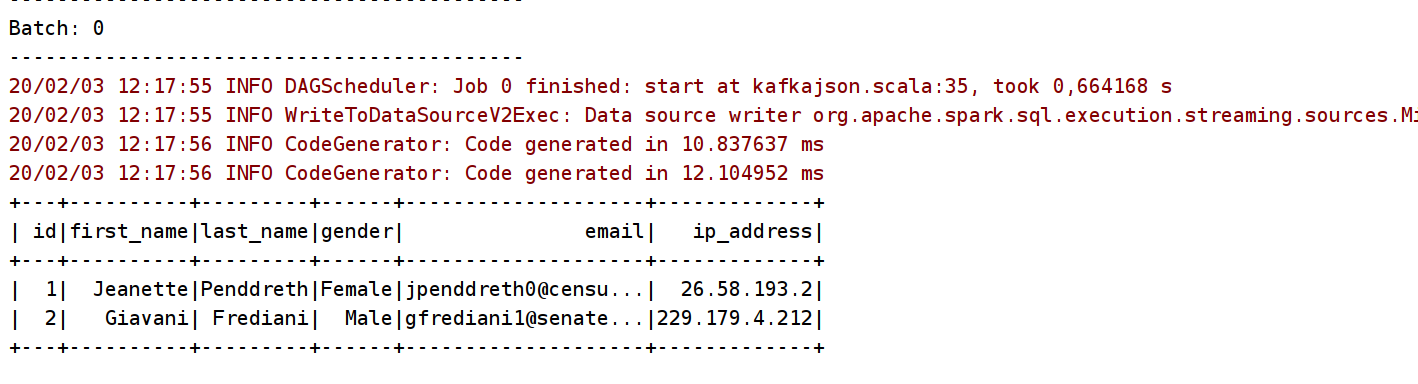 -------------------------------------------
Batch: 0
-------------------------------------------
20/02/03 12:17:55 INFO DAGScheduler: Job 0 finished: start at kafkajson.scala:35, took 0,664168 s
20/02/03 12:17:55 INFO WriteToDataSourceV2Exec: Data source writer org.apache.spark.sql.execution.streaming.sources.Mi
20/02/03 12:17:56 INFO CodeGenerator: Code generated in 10.837637 ms
20/02/03 12:17:56 INFO CodeGenerator: Code generated in 12.104952 ms
+---+----------+---------+------+--------------------+-------------+
| id|first_name|last_name|gender|               email|   ip_address|
+---+----------+---------+------+--------------------+-------------+
|  1|  Jeanette|Penddreth|Female|jpenddreth0@censu...|  26.58.193.2|
|  2|   Giavani| Frediani|  Male|gfrediani1@senate...|229.179.4.212|
+---+----------+---------+------+--------------------+-------------+